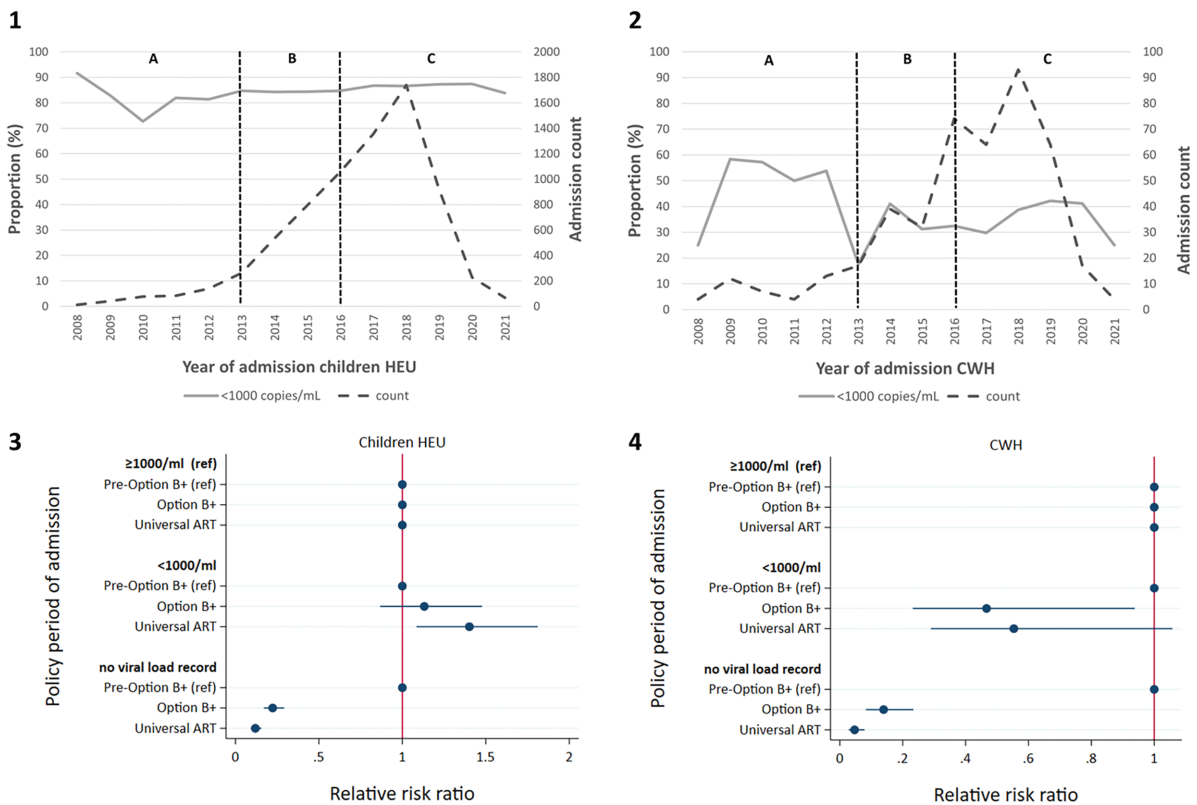 1
A
B
C
100
90
80
70
60
50
40
30
20
10
0
Proportion (%)
2000
1800
1600
1400
1200
1000
800
600
400
200
0
Admission count
2008
2009
2010
2011
2012
2013
2014
2015
2016
2017
2018
2019
2020
2021
Year of admission children HEU
<1000 copies/mL
count
2
A
B
C
100
90
80
70
60
50
40
30
20
10
0
Proportion (%)
100
90
80
70
60
50
40
30
20
10
0
Admission count
2008
2009
2010
2011
2012
2013
2014
2015
2016
2017
2018
2019
2020
2021
Year of admission CWH
<1000 copies/mL
count
3
Children HEU
Policy period of admission
≥1000/ml (ref)
Pre-Option B+ (ref)
Option B+
Universal ART
<1000/ml
Pre-Option B+ (ref)
Option B+
Universal ART
no viral load record
Pre-Option B+ (ref)
Option B+
Universal ART
0
.5
1
1.5
2
Relative risk ratio
4
CWH
Policy period of admission
≥1000/ml (ref)
Pre-Option B+ (ref)
Option B+
Universal ART
<1000/ml
Pre-Option B+ (ref)
Option B+
Universal ART
no viral load record
Pre-Option B+ (ref)
Option B+
Universal ART
0
.2
.4
.6
.8
1
Relative risk ratio